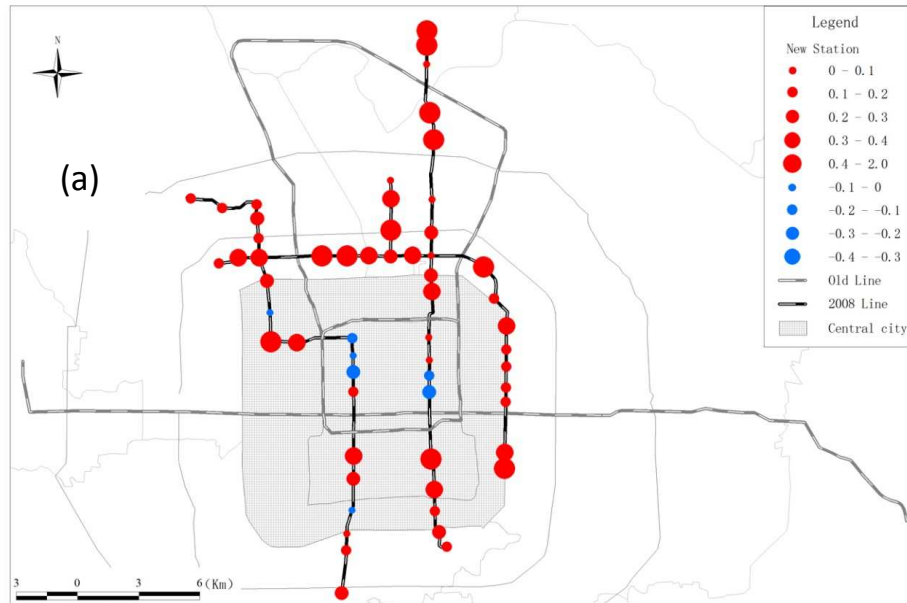 Legend
N
New Station
0 - 0.1
0.1 - 0.2
0.2 - 0.3
0.3 - 0.4
0.4 - 2.0
-0.1 - 0
-0.2 - -0.1
-0.3 - -0.2
-0.4 - -0.3
Old Line
2008 Line
Central city
(a)
3 0 3 6 (Km)